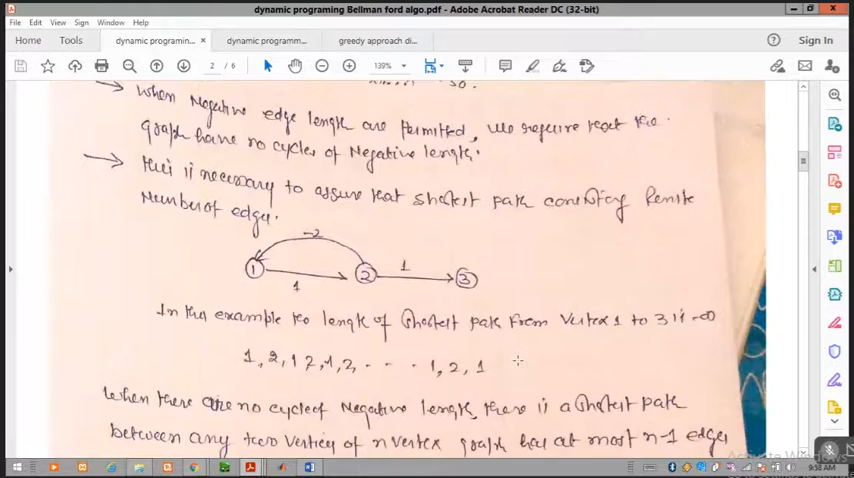 dynamic programing Bellman ford algo.pdf - Adobe Acrobat Reader DC (32-bit)
File Edit View Sign Window Help
Home Tools dynamic programin... × dynamic programm... greedy approach di... Sign In
2 / 6 139%
when Negative edge length are Permitted, we require that the
graph have no cycles of Negative length.
this is necessary to assure that shortest path consisting finite
Number of edge.
-2
1 2 3
1 1
In this example the length of shortest path from vertex 1 to 3 is -∞
1, 2, 1 2, 1, 2, - - - - 1, 2, 1
when there are no cycle of Negative length, there is a shortest path
between any two vertices of n vertex graph has at most n-1 edges
Activate Windows
9:53 AM